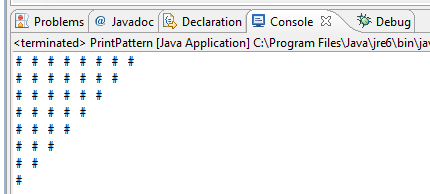 Problems @ Javadoc Declaration Console Debug
<terminated> PrintPattern [Java Application] C:\Program Files\Java\jre6\bin\jav
# # # # # # # #
# # # # # # #
# # # # # #
# # # # #
# # # #
# # #
# #
#